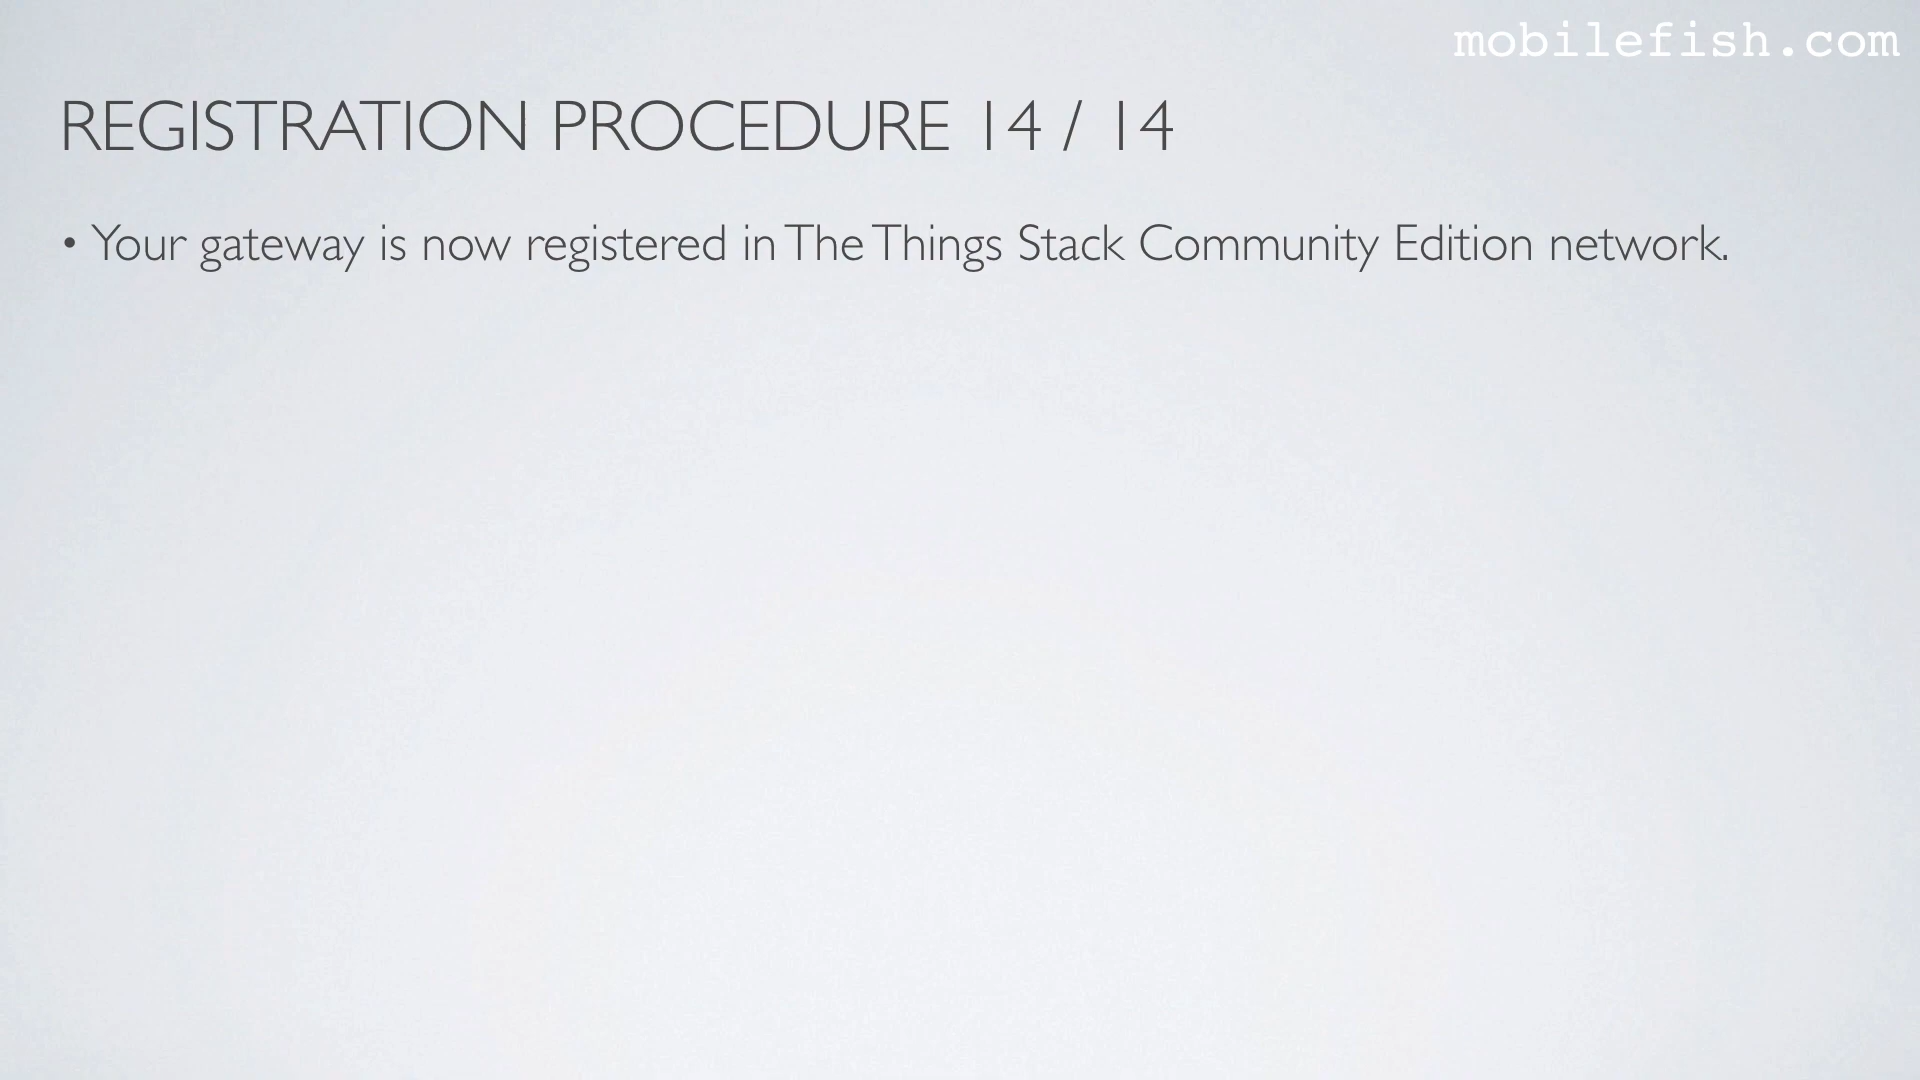 mobilefish.com
REGISTRATION PROCEDURE 14 / 14
• Your gateway is now registered in The Things Stack Community Edition network.